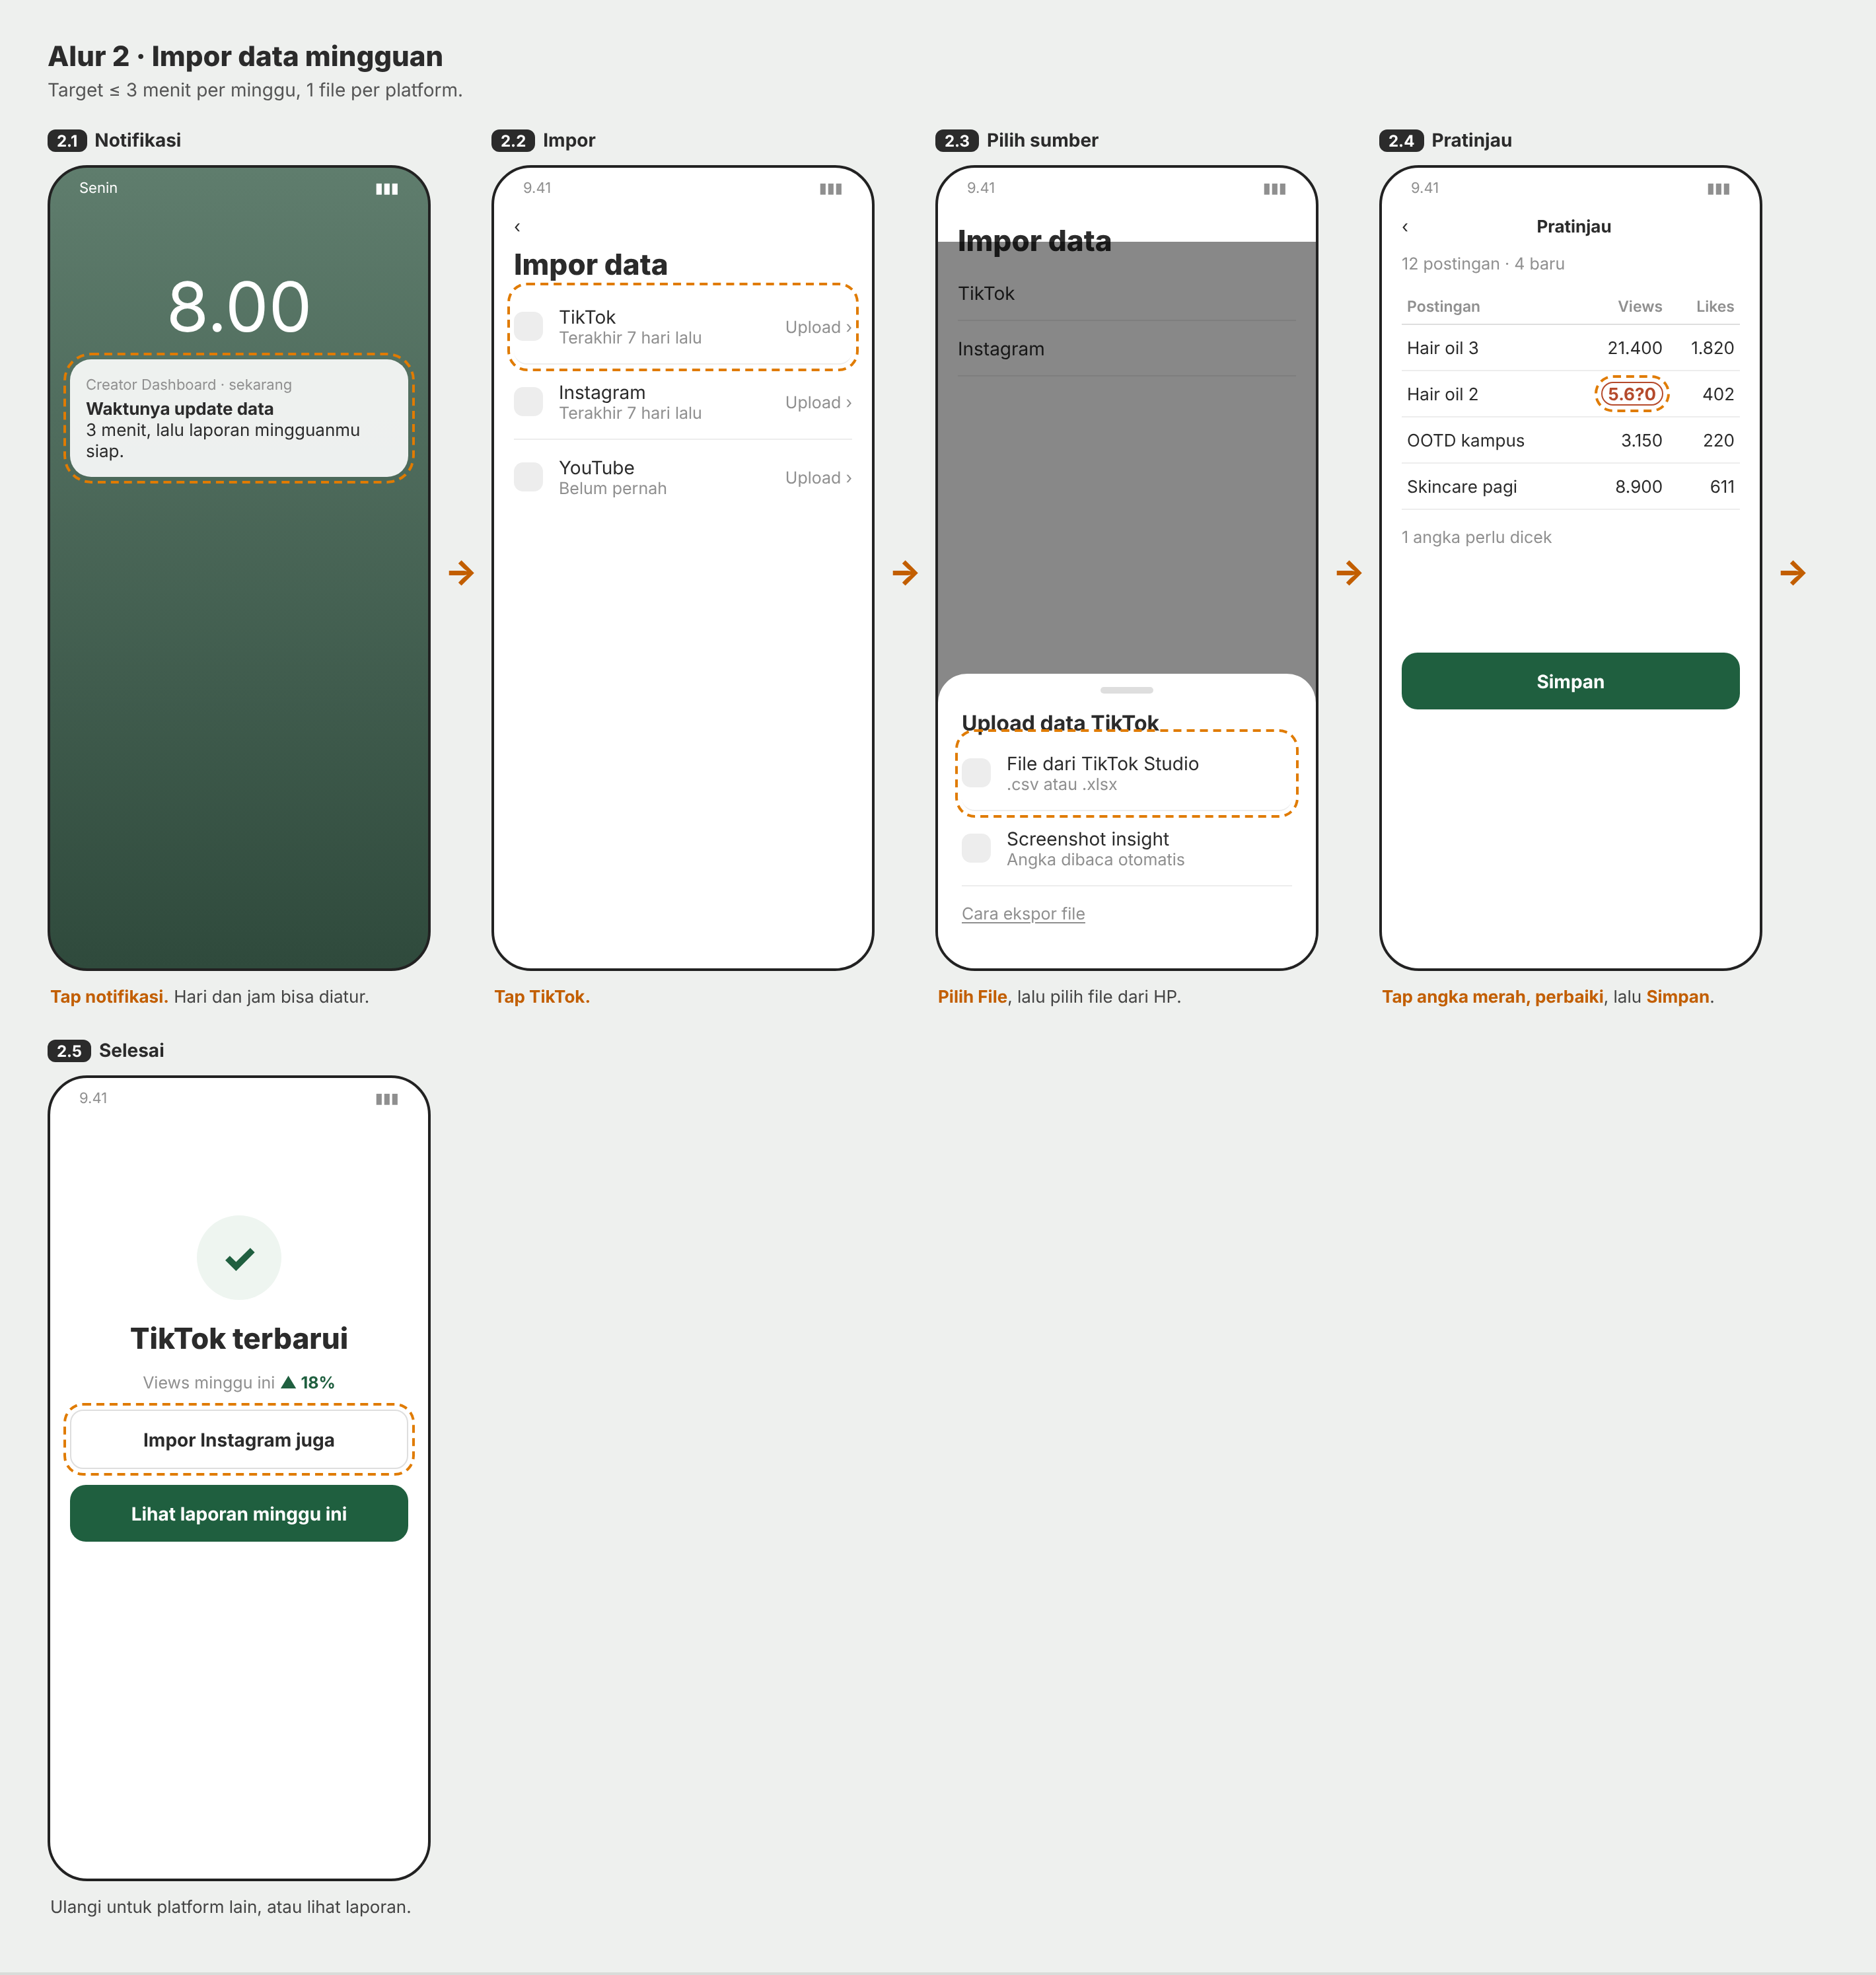 Alur 2 · Impor data mingguan
Target ≤ 3 menit per minggu, 1 file per platform.
2.1 Notifikasi
Senin
8.00
Creator Dashboard · sekarang
Waktunya update data
3 menit, lalu laporan mingguanmu
siap.
Tap notifikasi. Hari dan jam bisa diatur.
2.2 Impor
9.41
‹
Impor data
TikTok
Terakhir 7 hari lalu
Upload ›
Instagram
Terakhir 7 hari lalu
Upload ›
YouTube
Belum pernah
Upload ›
Tap TikTok.
2.3 Pilih sumber
9.41
Impor data
TikTok
Instagram
Upload data TikTok
File dari TikTok Studio
.csv atau .xlsx
Screenshot insight
Angka dibaca otomatis
Cara ekspor file
Pilih File, lalu pilih file dari HP.
2.4 Pratinjau
9.41
‹ Pratinjau
12 postingan · 4 baru
Postingan Views Likes
Hair oil 3 21.400 1.820
Hair oil 2 5.6?0 402
OOTD kampus 3.150 220
Skincare pagi 8.900 611
1 angka perlu dicek
Simpan
Tap angka merah, perbaiki, lalu Simpan.
2.5 Selesai
9.41
TikTok terbarui
Views minggu ini ▲ 18%
Impor Instagram juga
Lihat laporan minggu ini
Ulangi untuk platform lain, atau lihat laporan.